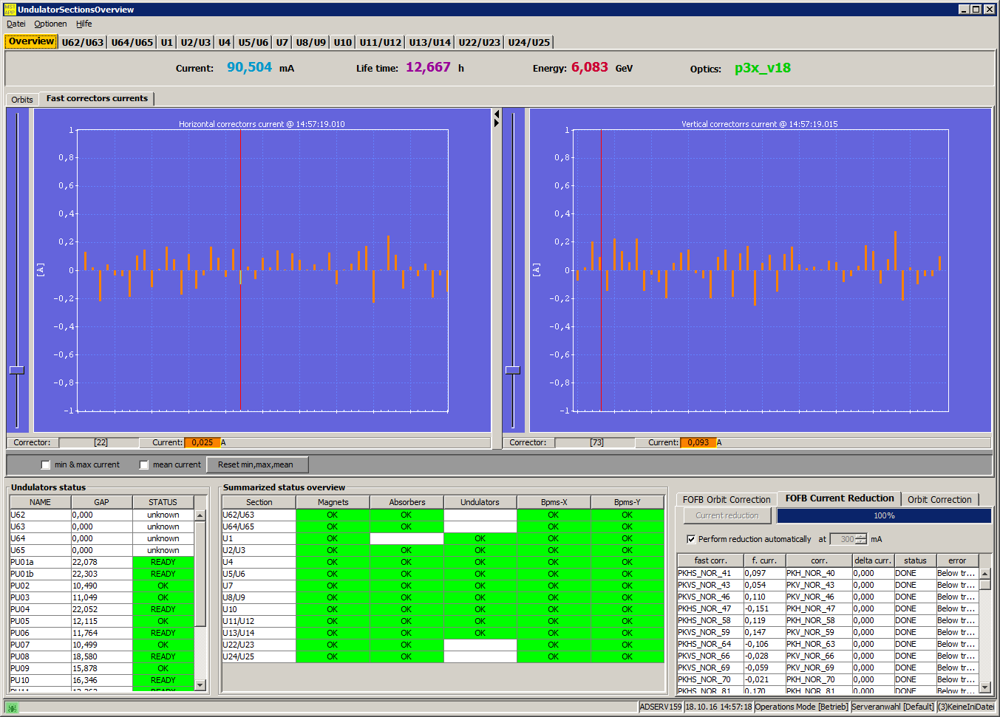 MST APP UndulatorSectionsOverview
Datei Optionen Hilfe
Overview U62/U63 U64/U65 U1 U2/U3 U4 U5/U6 U7 U8/U9 U10 U11/U12 U13/U14 U22/U23 U24/U25
Current: 90,504 mA Life time: 12,667 h Energy: 6,083 GeV Optics: p3x_v18
Orbits Fast correctors currents
Horizontal correctorrs current @ 14:57:19.010
1
0,8
0,6
0,4
0,2
0
-0,2
-0,4
-0,6
-0,8
-1
[A]
Corrector: [22] Current: 0,025 A
Vertical correctorrs current @ 14:57:19.015
1
0,8
0,6
0,4
0,2
0
-0,2
-0,4
-0,6
-0,8
-1
[A]
Corrector: [73] Current: 0,093 A
min & max current mean current Reset min,max,mean
Undulators status
NAME GAP STATUS
U62 0,000 unknown
U63 0,000 unknown
U64 0,000 unknown
U65 0,000 unknown
PU01a 22,078 READY
PU01b 22,303 READY
PU02 10,490 OK
PU03 11,049 OK
PU04 22,052 READY
PU05 12,115 OK
PU06 11,764 READY
PU07 10,499 OK
PU08 18,580 READY
PU09 15,878 OK
PU10 16,346 READY
Summarized status overview
Section Magnets Absorbers Undulators Bpms-X Bpms-Y
U62/U63 OK OK OK OK
U64/U65 OK OK OK OK
U1 OK OK OK OK
U2/U3 OK OK OK OK OK
U4 OK OK OK OK OK
U5/U6 OK OK OK OK OK
U7 OK OK OK OK OK
U8/U9 OK OK OK OK OK
U10 OK OK OK OK OK
U11/U12 OK OK OK OK OK
U13/U14 OK OK OK OK OK
U22/U23 OK OK OK OK
U24/U25 OK OK OK OK
FOFB Orbit Correction FOFB Current Reduction Orbit Correction
Current reduction 100%
Perform reduction automatically at 300 mA
fast corr. f. curr. corr. delta curr. status error
PKHS_NOR_41 0,097 PKH_NOR_40 0,000 DONE Below tr...
PKVS_NOR_43 0,054 PKV_NOR_43 0,000 DONE Below tr...
PKVS_NOR_46 0,110 PKV_NOR_46 0,000 DONE Below tr...
PKHS_NOR_47 -0,151 PKH_NOR_47 0,000 DONE Below tr...
PKHS_NOR_58 0,119 PKH_NOR_58 0,000 DONE Below tr...
PKVS_NOR_59 0,147 PKV_NOR_59 0,000 DONE Below tr...
PKHS_NOR_64 -0,106 PKH_NOR_63 0,000 DONE Below tr...
PKVS_NOR_66 -0,028 PKV_NOR_66 0,000 DONE Below tr...
PKVS_NOR_69 -0,059 PKV_NOR_69 0,000 DONE Below tr...
PKHS_NOR_70 -0,021 PKH_NOR_70 0,000 DONE Below tr...
PKHS_NOR_81 0,170 PKH_NOR_81 0,000 DONE Below tr...
ADSERV159 18.10.16 14:57:18 Operations Mode [Betrieb] Serveranwahl [Default] (3)KeineIniDatei